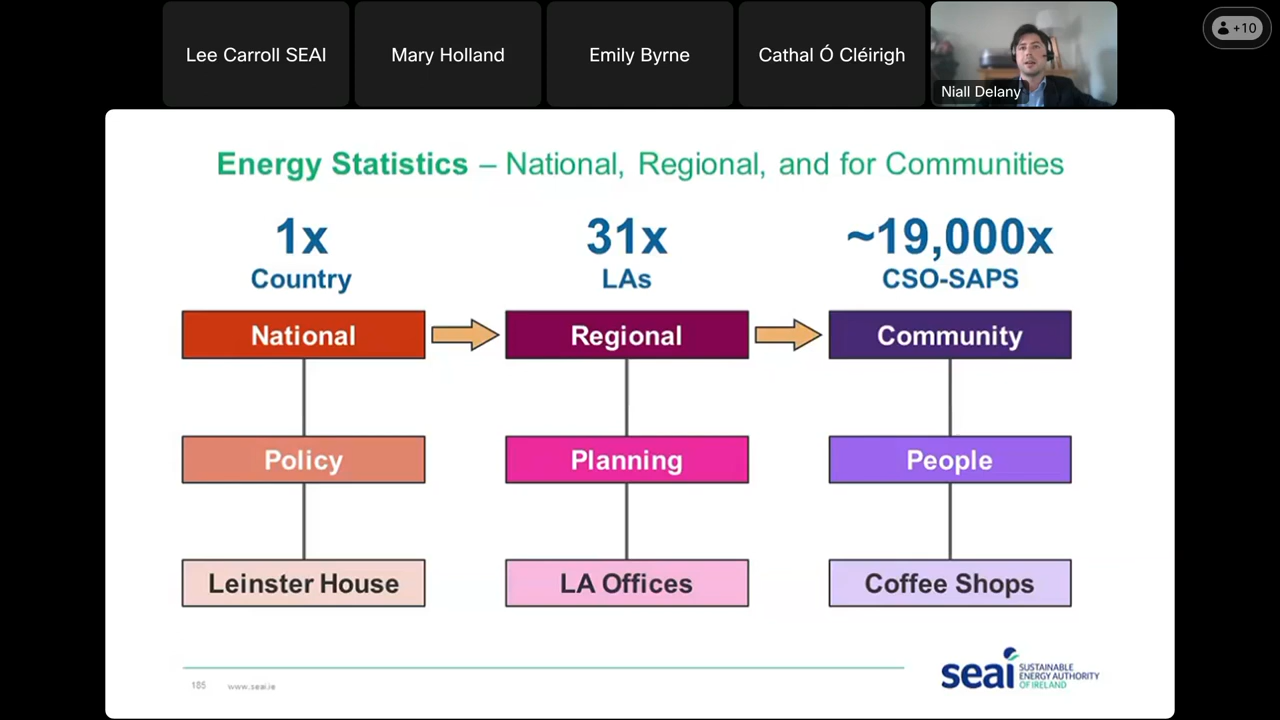 Lee Carroll SEAI
Mary Holland
Emily Byrne
Cathal Ó Cléirigh
Niall Delany
+10
Energy Statistics – National, Regional, and for Communities
1x
Country
31x
LAs
~19,000x
CSO-SAPS
National
Regional
Community
Policy
Planning
People
Leinster House
LA Offices
Coffee Shops
185
www.seai.ie
seai
SUSTAINABLE
ENERGY AUTHORITY
OF IRELAND